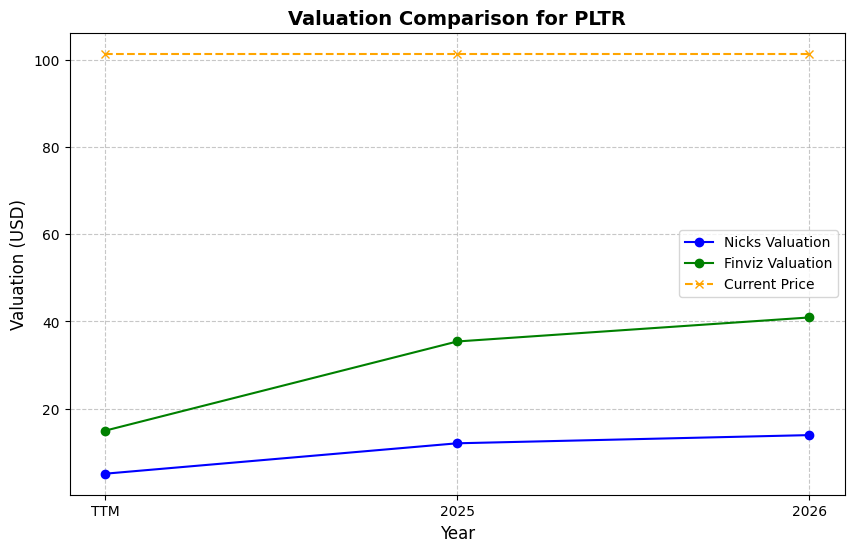 Valuation Comparison for PLTR
Valuation (USD)
100
80
60
40
20
Nicks Valuation
Finviz Valuation
Current Price
TTM
2025
2026
Year